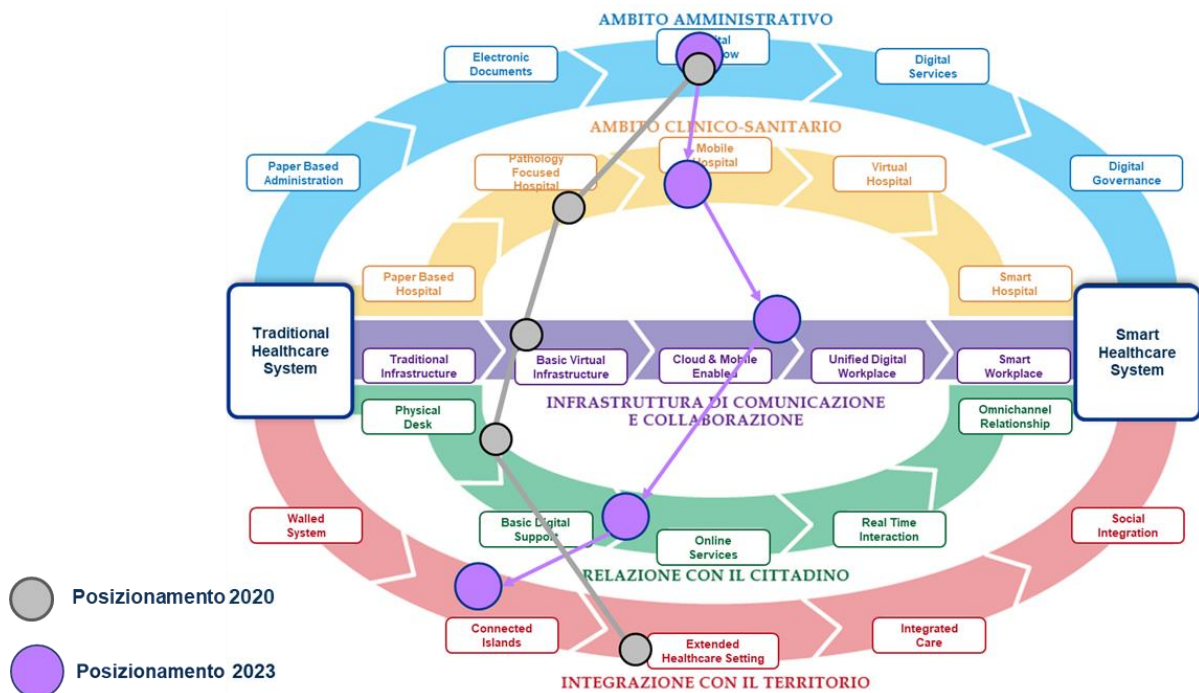 AMBITO AMMINISTRATIVO
Electronic
Documents
Digital
Services
AMBITO CLINICO-SANITARIO
Paper Based
Administration
Pathology
Focused
Hospital
Mobile
Hospital
Virtual
Hospital
Digital
Governance
Paper Based
Hospital
Smart
Hospital
Traditional
Healthcare
System
Smart
Healthcare
System
Traditional
Infrastructure
Basic Virtual
Infrastructure
Cloud & Mobile
Enabled
Unified Digital
Workplace
Smart
Workplace
INFRASTRUTTURA DI COMUNICAZIONE
E COLLABORAZIONE
Physical
Desk
Omnichannel
Relationship
Walled
System
Basic Digital
Support
Online
Services
Real Time
Interaction
Social
Integration
RELAZIONE CON IL CITTADINO
Connected
Islands
Extended
Healthcare Setting
Integrated
Care
INTEGRAZIONE CON IL TERRITORIO
Posizionamento 2020
Posizionamento 2023